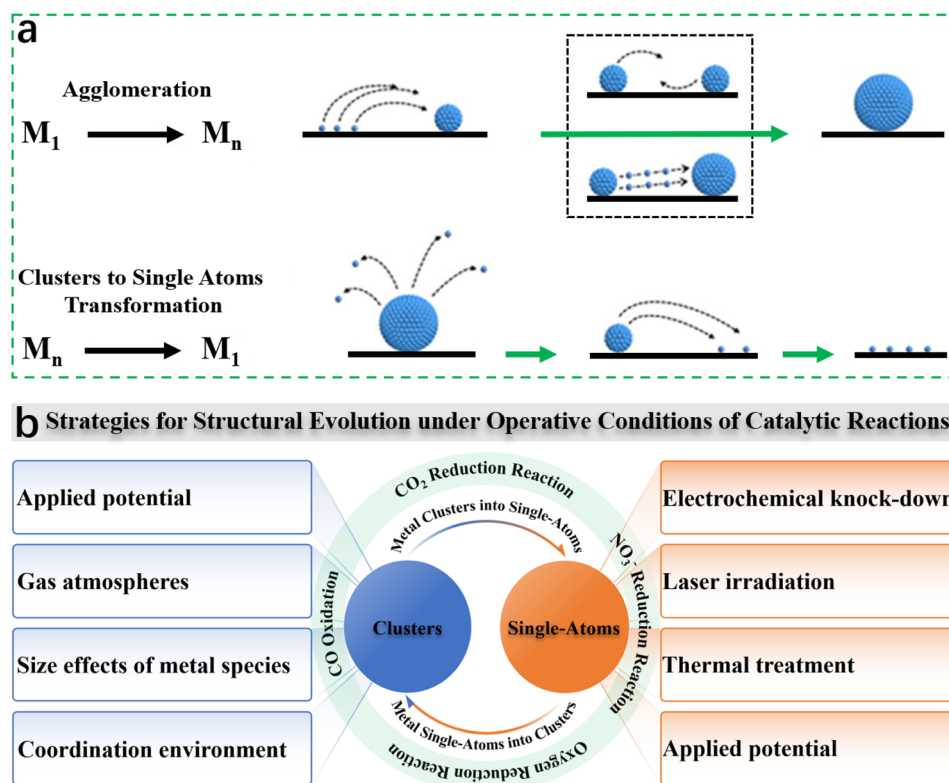 a
Agglomeration
M1 Mn
Clusters to Single Atoms
Transformation
Mn M1
b Strategies for Structural Evolution under Operative Conditions of Catalytic Reactions
Applied potential
Gas atmospheres
Size effects of metal species
Coordination environment
CO2 Reduction Reaction
Metal Clusters into Single-Atoms
CO Oxidation
Clusters
Single-Atoms
NO3- Reduction Reaction
Metal Single-Atoms into Clusters
Oxygen Reduction Reaction
Electrochemical knock-down
Laser irradiation
Thermal treatment
Applied potential